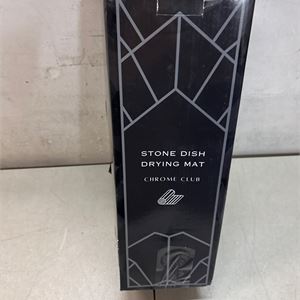 STONE DISH
DRYING MAT
CHROME CLUB